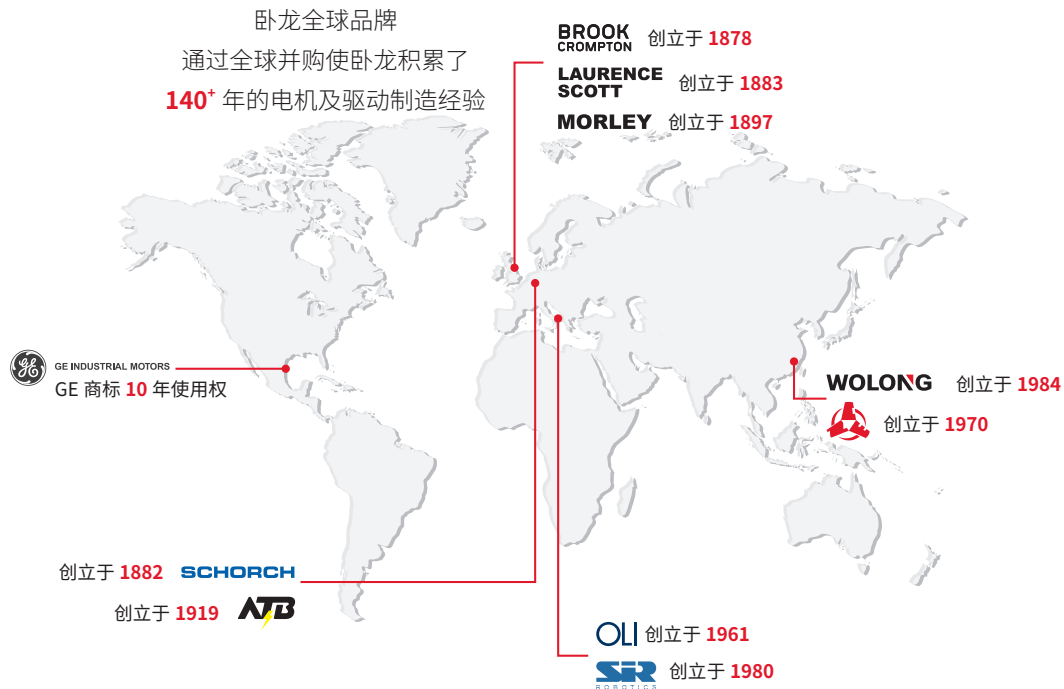 卧龙全球品牌
通过全球并购使卧龙积累了
140+ 年的电机及驱动制造经验
BROOK
CROMPTON 创立于 1878
LAURENCE
SCOTT 创立于 1883
MORLEY 创立于 1897
GE INDUSTRIAL MOTORS
GE 商标 10 年使用权
WOLONG 创立于 1984
创立于 1970
创立于 1882 SCHORCH
创立于 1919 ATB
OLI 创立于 1961
SIR 创立于 1980
ROBOTICS